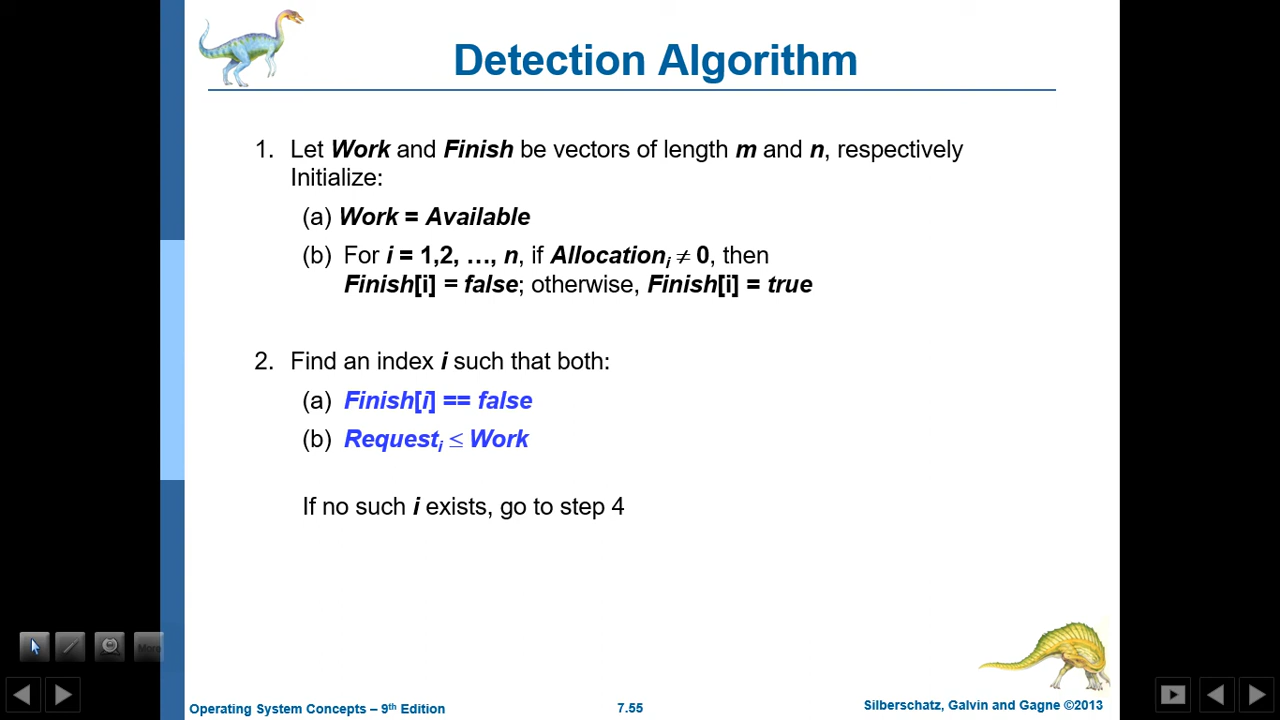 Detection Algorithm
1. Let Work and Finish be vectors of length m and n, respectively
Initialize:
(a) Work = Available
(b) For i = 1,2, …, n, if Allocationi ≠ 0, then
Finish[i] = false; otherwise, Finish[i] = true
2. Find an index i such that both:
(a) Finish[i] == false
(b) Requesti ≤ Work
If no such i exists, go to step 4
More
Operating System Concepts – 9th Edition
7.55
Silberschatz, Galvin and Gagne ©2013